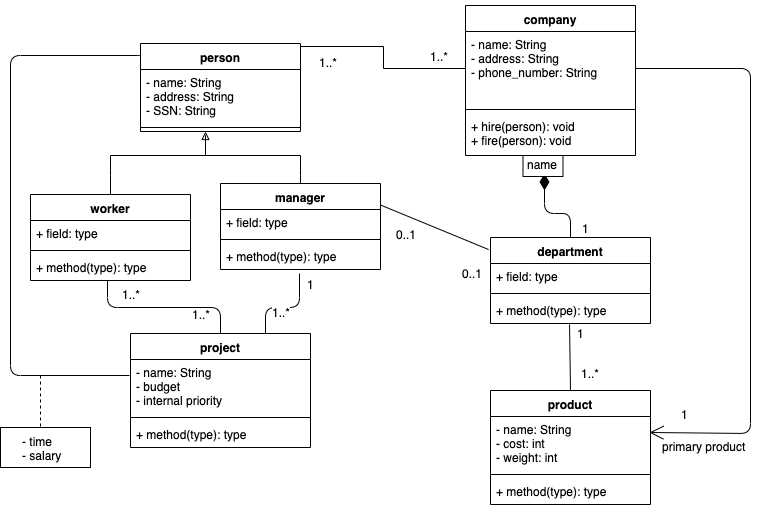 company
- name: String
- address: String
- phone_number: String
+ hire(person): void
+ fire(person): void
name
person
- name: String
- address: String
- SSN: String
1..*
1..*
worker
+ field: type
+ method(type): type
manager
+ field: type
+ method(type): type
0..1
0..1
1
department
+ field: type
+ method(type): type
1..*
1..*
1
1..*
project
- name: String
- budget
- internal priority
+ method(type): type
1
1..*
product
- name: String
- cost: int
- weight: int
+ method(type): type
1
primary product
- time
- salary